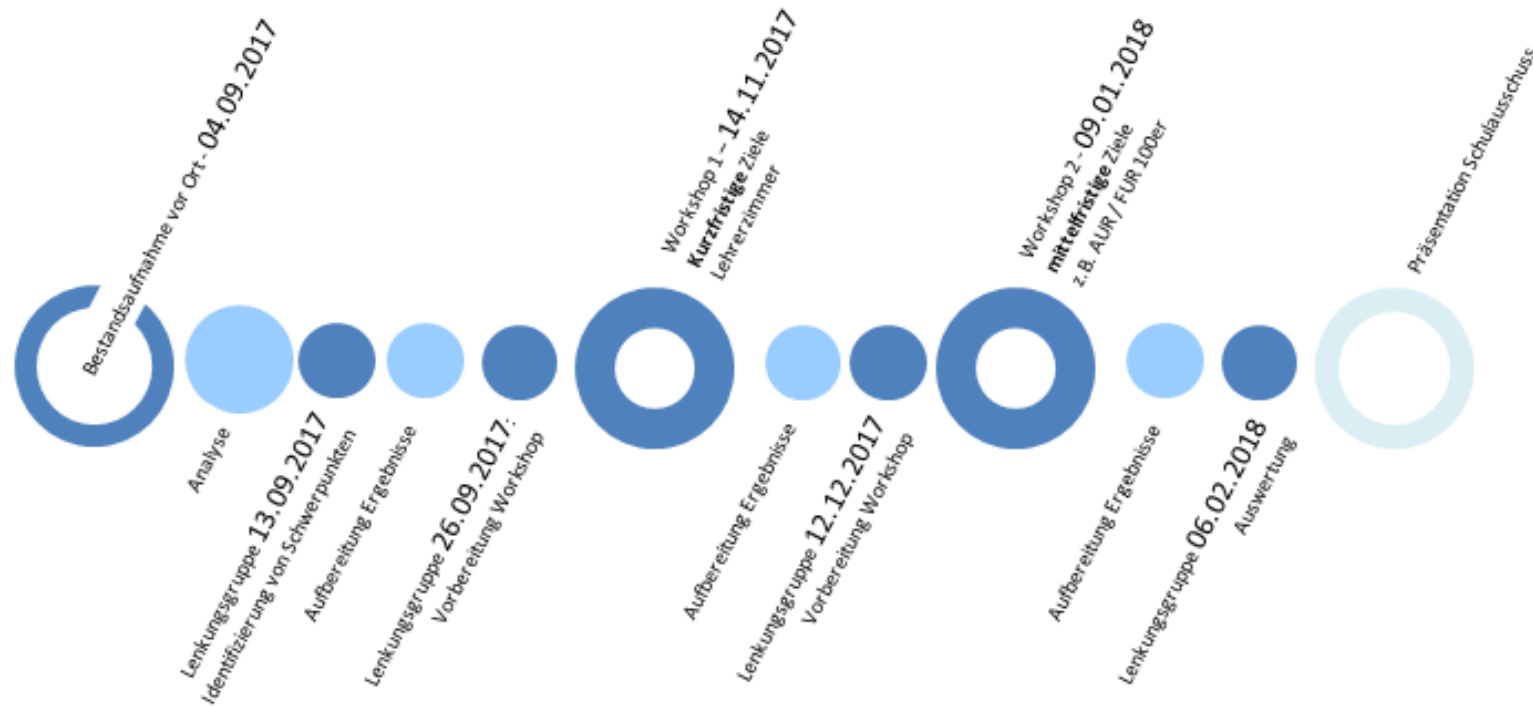 Bestandsaufnahme vor Ort - 04.09.2017
Analyse
Lenkungsgruppe 13.09.2017
Identifizierung von Schwerpunkten
Aufbereitung Ergebnisse
Lenkungsgruppe 26.09.2017:
Vorbereitung Workshop
Workshop 1 – 14.11.2017
Kurzfristige Ziele
Lehrerzimmer
Aufbereitung Ergebnisse
Lenkungsgruppe 12.12.2017
Vorbereitung Workshop
Workshop 2 - 09.01.2018
mittelfristige Ziele
z. B. AUR / FUR 100er
Aufbereitung Ergebnisse
Lenkungsgruppe 06.02.2018
Auswertung
Präsentation Schulausschuss